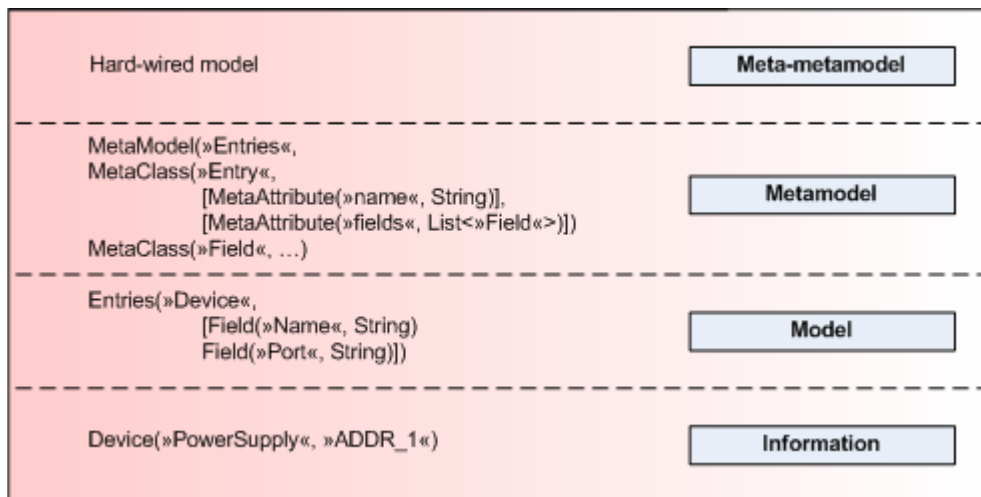 Hard-wired model
Meta-metamodel
MetaModel(»Entries«,
MetaClass(»Entry«,
[MetaAttribute(»name«, String)],
[MetaAttribute(»fields«, List<»Field«>)])
MetaClass(»Field«, …)
Metamodel
Entries(»Device«,
[Field(»Name«, String)
Field(»Port«, String)])
Model
Device(»PowerSupply«, »ADDR_1«)
Information